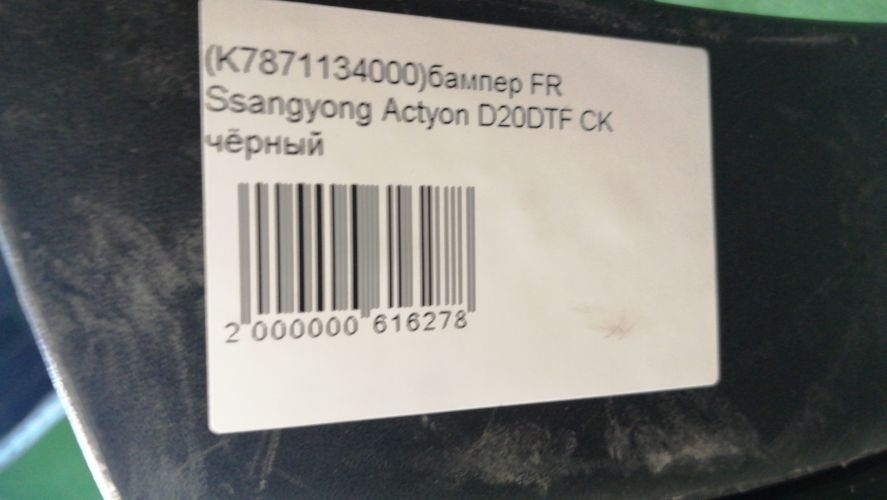 (K7871134000)бампер FR
Ssangyong Actyon D20DTF CK
чёрный
2 000000 616278